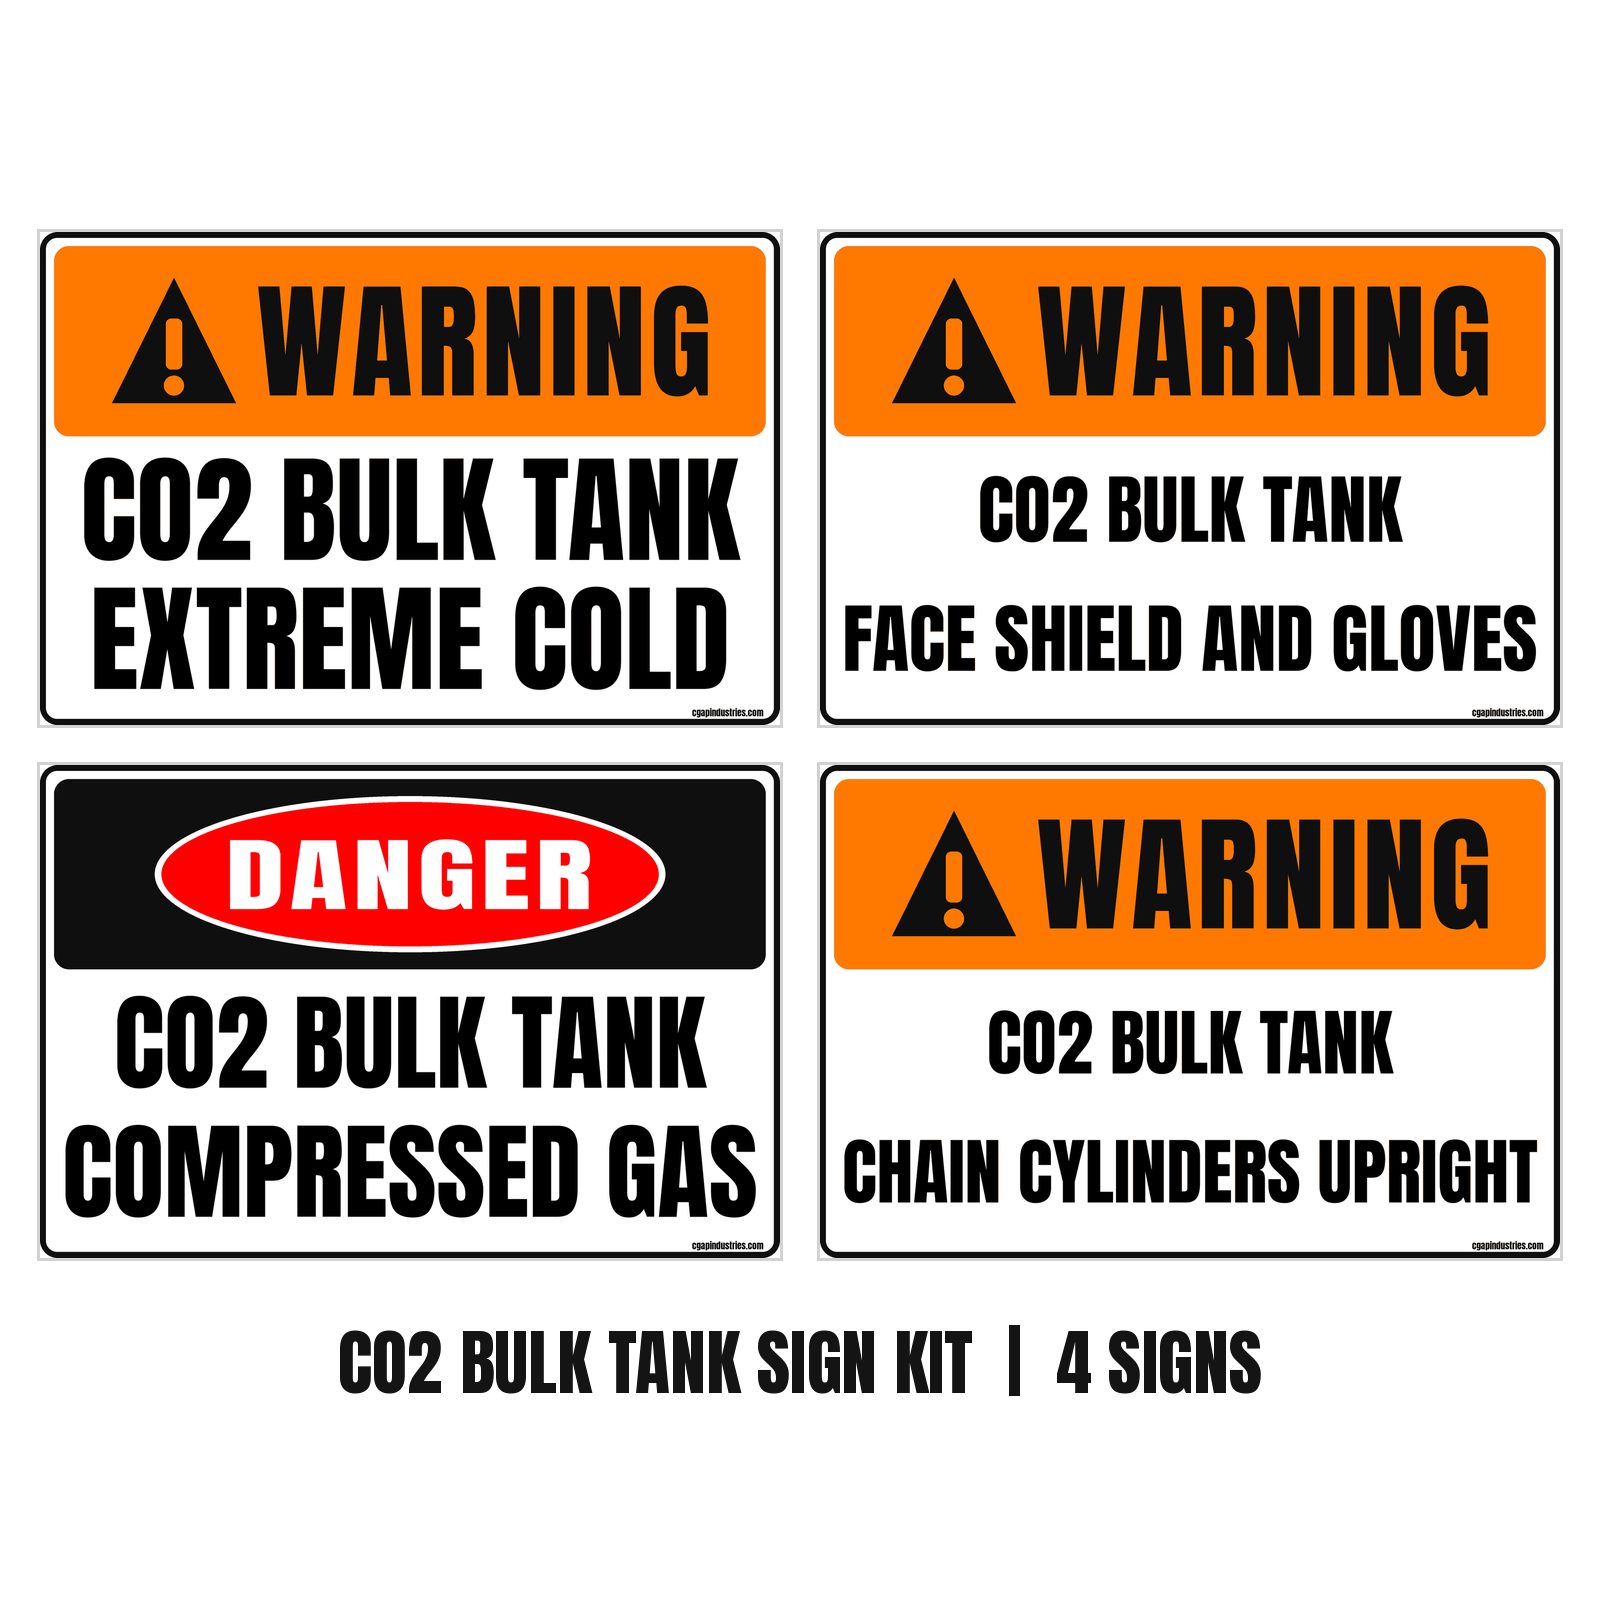 WARNING
CO2 BULK TANK
EXTREME COLD
cgapindustries.com
WARNING
CO2 BULK TANK
FACE SHIELD AND GLOVES
cgapindustries.com
DANGER
CO2 BULK TANK
COMPRESSED GAS
cgapindustries.com
WARNING
CO2 BULK TANK
CHAIN CYLINDERS UPRIGHT
cgapindustries.com
CO2 BULK TANK SIGN KIT | 4 SIGNS